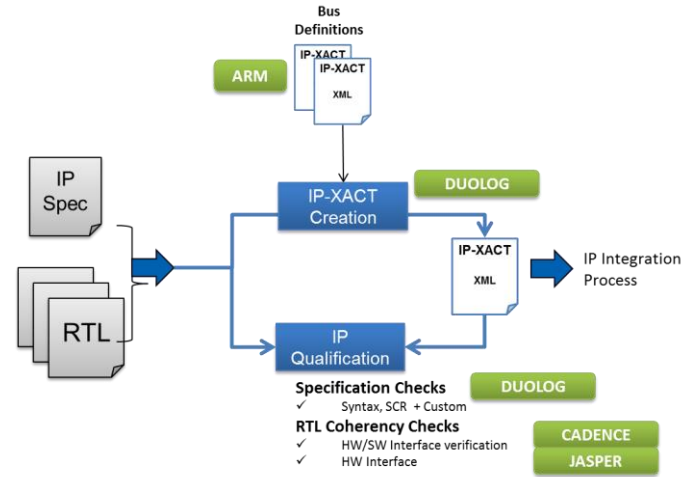 Bus
Definitions
IP-XACT
IP-XACT
XML
ARM
IP
Spec
RTL
IP-XACT
Creation
DUOLOG
IP-XACT
XML
IP Integration
Process
IP
Qualification
Specification Checks
✓ Syntax, SCR + Custom
DUOLOG
RTL Coherency Checks
✓ HW/SW Interface verification
✓ HW Interface
CADENCE
JASPER